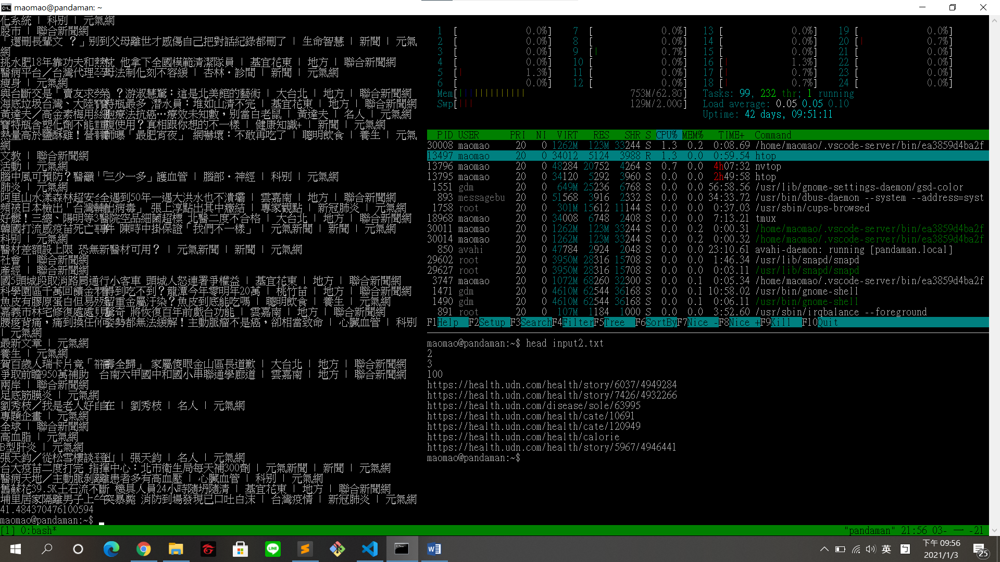 maomao@pandaman: ~
化系統 | 科別 | 元氣網
股市 | 聯合新聞網
「還刪長輩文 ?」別到父母離世才感傷自己把對話紀錄都刪了 | 生命智慧 | 新聞 | 元氣
網
挑水肥18年靠功夫和熱忱 他拿下全國模範清潔隊員 | 基宜花東 | 地方 | 聯合新聞網
醫病平台／台灣代理孕母法制化刻不容緩 | 杏林．診間 | 新聞 | 元氣網
瘦身 | 元氣網
與台斷交是「賣友求榮」?游淑慧驚：這是北美館的藝術 | 大台北 | 地方 | 聯合新聞網
海底垃圾台灣、大陸寶特瓶最多 潛水員：堆如山清不完 | 基宜花東 | 地方 | 聯合新聞網
黃達夫／高金素梅用細胞療法抗癌…療效未知數，別當白老鼠 | 黃達夫 | 名人 | 元氣網
寶特瓶含塑化劑不能重複使用？真相跟你想的不一樣 | 健康知識+ | 新聞 | 元氣網
熱量高於鹽酥雞！營養師曝「最肥宵夜」 網嚇壞：不敢再吃了 | 聰明飲食 | 養生 | 元氣
網
文教 | 聯合新聞網
活動 | 元氣網
腦中風可預防？醫籲「三少一多」護血管 | 腦部．神經 | 科別 | 元氣網
肺炎 | 元氣網
阿里山水漾森林超安全 遇到50年一遇大洪水也不潰壩 | 雲嘉南 | 地方 | 聯合新聞網
頻被日本檢出「台灣輸出病毒」 張上淳點出其中癥結 | 專家觀點 | 新冠肺炎 | 元氣網
好髒！三總、陽明等3醫院空品細菌超標 北醫二度不合格 | 大台北 | 地方 | 聯合新聞網
韓國打流感疫苗死亡事件 陳時中掛保證「我們不一樣」 | 元氣新聞 | 新聞 | 元氣網
科別 | 元氣網
醫材差額設上限 恐無新醫材可用？ | 元氣新聞 | 新聞 | 元氣網
社會 | 聯合新聞網
產經 | 聯合新聞網
國5頭城段取消路肩通行小客車 頭城人怒連署爭權益 | 基宜花東 | 地方 | 聯合新聞網
科學園區千萬回饋金看得到吃不到？龍潭今年零明年20萬 | 桃竹苗 | 地方 | 聯合新聞網
魚皮有膠原蛋白但易殘留重金屬汙染？魚皮到底能吃嗎 | 聰明飲食 | 養生 | 元氣網
嘉義市林宅修復處處見驚奇 將恢復百年前戲台功能 | 雲嘉南 | 地方 | 聯合新聞網
腰痠背痛，痛到換任何姿勢都無法緩解！主動脈瘤不是癌，卻相當致命 | 心臟血管 | 科別
| 元氣網
最新文章 | 元氣網
養生 | 元氣網
賀百歲人瑞卡片竟「福壽全歸」 家屬傻眼金山區長道歉 | 大台北 | 地方 | 聯合新聞網
爭取前瞻950萬補助 台南六甲國中和國小串聯通學廊道 | 雲嘉南 | 地方 | 聯合新聞網
兩岸 | 聯合新聞網
足底筋膜炎 | 元氣網
劉秀枝／我是老人好自在 | 劉秀枝 | 名人 | 元氣網
專題企畫 | 元氣網
全球 | 聯合新聞網
高血脂 | 元氣網
B型肝炎 | 元氣網
張天鈞／從松雪樓談登山 | 張天鈞 | 名人 | 元氣網
台大疫苗二度打完 指揮中心：北市衛生局每天補300劑 | 元氣新聞 | 新聞 | 元氣網
醫病天地／主動脈剝離患者多有高血壓 | 心臟血管 | 科別 | 元氣網
舊蘇花39.5K土石流不斷 機具人員24小時隨坍隨清 | 基宜花東 | 地方 | 聯合新聞網
埔里居家隔離男子上午突暴斃 消防到場發現已口吐白沫 | 台灣疫情 | 新冠肺炎 | 元氣網
41.484370476100594
maomao@pandaman:~$
1 [ 0.0%] 7 [ 0.0%] 13 [ 0.0%] 19 [ 0.0%]
2 [ 0.0%] 8 [ 0.0%] 14 [ 0.0%] 20 [| 0.7%]
3 [ 0.0%] 9 [| 0.7%] 15 [ 0.0%] 21 [ 0.0%]
4 [ 0.0%] 10 [ 0.0%] 16 [| 1.3%] 22 [ 0.0%]
5 [| 1.3%] 11 [ 0.0%] 17 [| 0.7%] 23 [ 0.0%]
6 [ 0.0%] 12 [ 0.0%] 18 [| 0.7%] 24 [ 0.0%]
Mem[||||||||||||| 753M/62.8G] Tasks: 99, 232 thr; 1 running
Swp[||| 129M/2.00G] Load average: 0.05 0.05 0.10
Uptime: 42 days, 09:51:11
PID USER PRI NI VIRT RES SHR S CPU% MEM% TIME+ Command
30008 maomao 20 0 1262M 123M 33244 S 1.3 0.2 0:08.69 /home/maomao/.vscode-server/bin/ea3859d4ba2f
13497 maomao 20 0 34012 5124 3988 R 1.3 0.0 0:59.54 htop
13796 maomao 20 0 48284 20752 4264 S 0.7 0.0 4h07:32 nvtop
13795 maomao 20 0 34120 5292 3960 S 0.0 0.0 2h49:58 htop
1551 gdm 20 0 649M 25236 6768 S 0.0 0.0 56:58.56 /usr/lib/gnome-settings-daemon/gsd-color
893 messagebu 20 0 51568 3916 2332 S 0.0 0.0 34:33.72 /usr/bin/dbus-daemon --system --address=syst
1758 root 20 0 301M 15612 11144 S 0.0 0.0 0:37.03 /usr/sbin/cups-browsed
18968 maomao 20 0 34008 6748 2408 S 0.0 0.0 7:13.21 tmux
30011 maomao 20 0 1262M 123M 33244 S 0.0 0.2 0:00.31 /home/maomao/.vscode-server/bin/ea3859d4ba2f
30014 maomao 20 0 1262M 123M 33244 S 0.0 0.2 0:00.06 /home/maomao/.vscode-server/bin/ea3859d4ba2f
850 avahi 20 0 47784 2924 2048 S 0.0 0.0 23:10.61 avahi-daemon: running [pandaman.local]
29602 root 20 0 3950M 28316 15708 S 0.0 0.0 1:46.34 /usr/lib/snapd/snapd
29627 root 20 0 3950M 28316 15708 S 0.0 0.0 0:03.11 /usr/lib/snapd/snapd
3747 maomao 20 0 1072M 68260 32300 S 0.0 0.1 0:05.34 /home/maomao/.vscode-server/bin/ea3859d4ba2f
1471 gdm 20 0 4610M 62544 36168 S 0.0 0.1 10:58.02 /usr/bin/gnome-shell
1490 gdm 20 0 4610M 62544 36168 S 0.0 0.1 0:06.11 /usr/bin/gnome-shell
891 root 20 0 107M 1184 1000 S 0.0 0.0 3:52.60 /usr/sbin/irqbalance --foreground
F1Help F2Setup F3SearchF4FilterF5Tree F6SortByF7Nice -F8Nice +F9Kill F10Quit
maomao@pandaman:~$ head input2.txt
2
3
100
https://health.udn.com/health/story/6037/4949284
https://health.udn.com/health/story/7426/4932266
https://health.udn.com/disease/sole/63995
https://health.udn.com/health/cate/10691
https://health.udn.com/health/cate/120949
https://health.udn.com/health/calorie
https://health.udn.com/health/story/5967/4946441
maomao@pandaman:~$
[1] 0:bash* "pandaman" 21:56 03- 一 -21
英
下午 09:56
2021/1/3
25